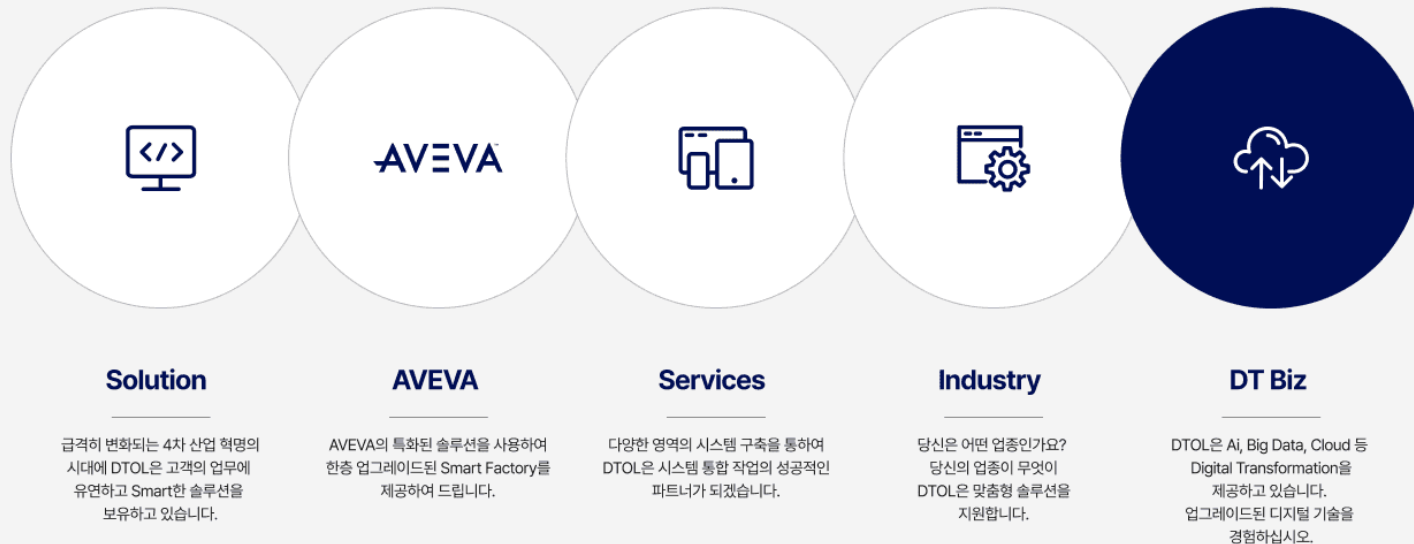 </>
AVEVA
Solution
급격히 변화되는 4차 산업 혁명의
시대에 DTOL은 고객의 업무에
유연하고 Smart한 솔루션을
보유하고 있습니다.
AVEVA
AVEVA의 특화된 솔루션을 사용하여
한층 업그레이드된 Smart Factory를
제공하여 드립니다.
Services
다양한 영역의 시스템 구축을 통하여
DTOL은 시스템 통합 작업의 성공적인
파트너가 되겠습니다.
Industry
당신은 어떤 업종인가요?
당신의 업종이 무엇이
DTOL은 맞춤형 솔루션을
지원합니다.
DT Biz
DTOL은 Ai, Big Data, Cloud 등
Digital Transformation을
제공하고 있습니다.
업그레이드된 디지털 기술을
경험하십시오.